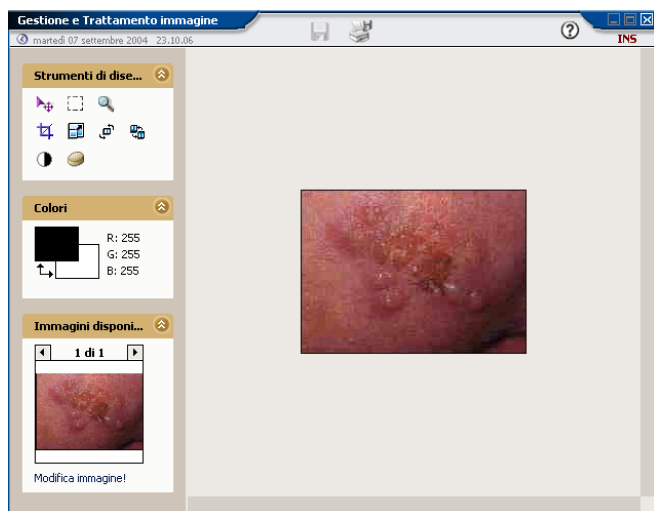 Gestione e Trattamento immagine
martedì 07 settembre 2004 23.10.06
INS
Strumenti di dise...
Colori
R: 255
G: 255
B: 255
Immagini disponi...
1 di 1
Modifica immagine!